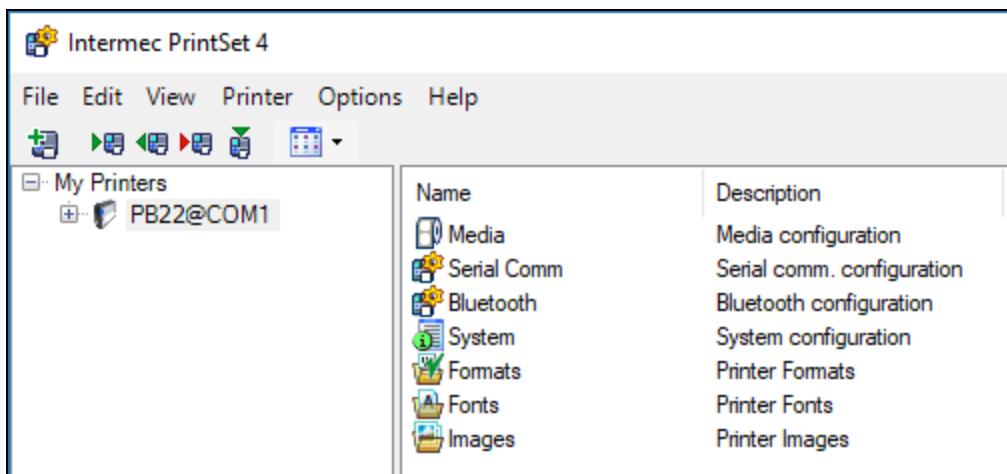 Intermec PrintSet 4
File Edit View Printer Options Help
My Printers
PB22@COM1
Name Description
Media Media configuration
Serial Comm Serial comm. configuration
Bluetooth Bluetooth configuration
System System configuration
Formats Printer Formats
Fonts Printer Fonts
Images Printer Images